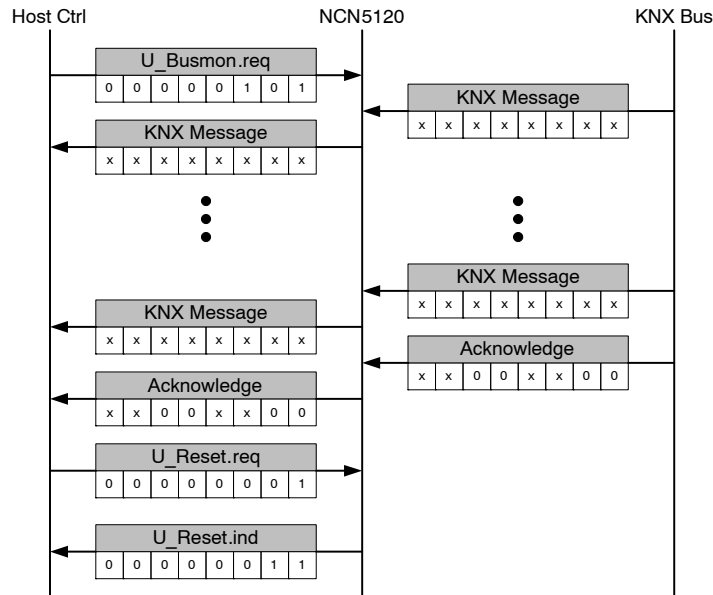 Host Ctrl NCN5120 KNX Bus
U_Busmon.req
0 0 0 0 0 1 0 1
KNX Message
x x x x x x x x
KNX Message
x x x x x x x x
KNX Message
x x x x x x x x
KNX Message
x x x x x x x x
Acknowledge
x x 0 0 x x 0 0
Acknowledge
x x 0 0 x x 0 0
U_Reset.req
0 0 0 0 0 0 0 1
U_Reset.ind
0 0 0 0 0 0 1 1